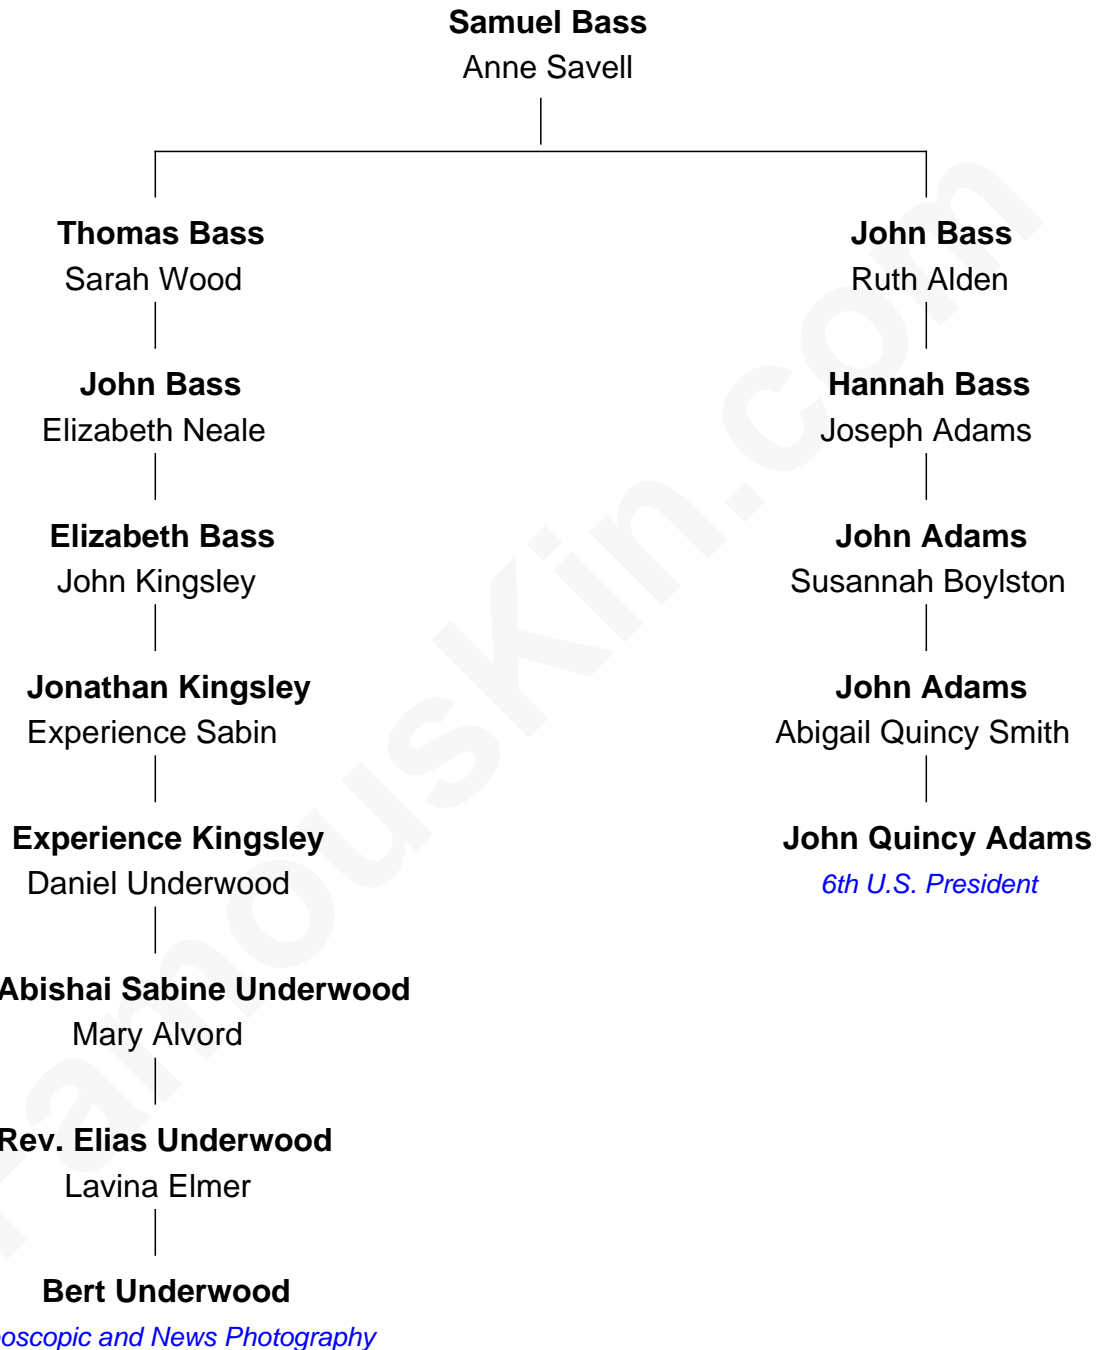 Samuel Bass
Anne Savell
Thomas Bass
Sarah Wood
John Bass
Elizabeth Neale
Elizabeth Bass
John Kingsley
Jonathan Kingsley
Experience Sabin
Experience Kingsley
Daniel Underwood
Abishai Sabine Underwood
Mary Alvord
Rev. Elias Underwood
Lavina Elmer
Bert Underwood
oscopic and News Photography
John Bass
Ruth Alden
Hannah Bass
Joseph Adams
John Adams
Susannah Boylston
John Adams
Abigail Quincy Smith
John Quincy Adams
6th U.S. President
FamousKin.com